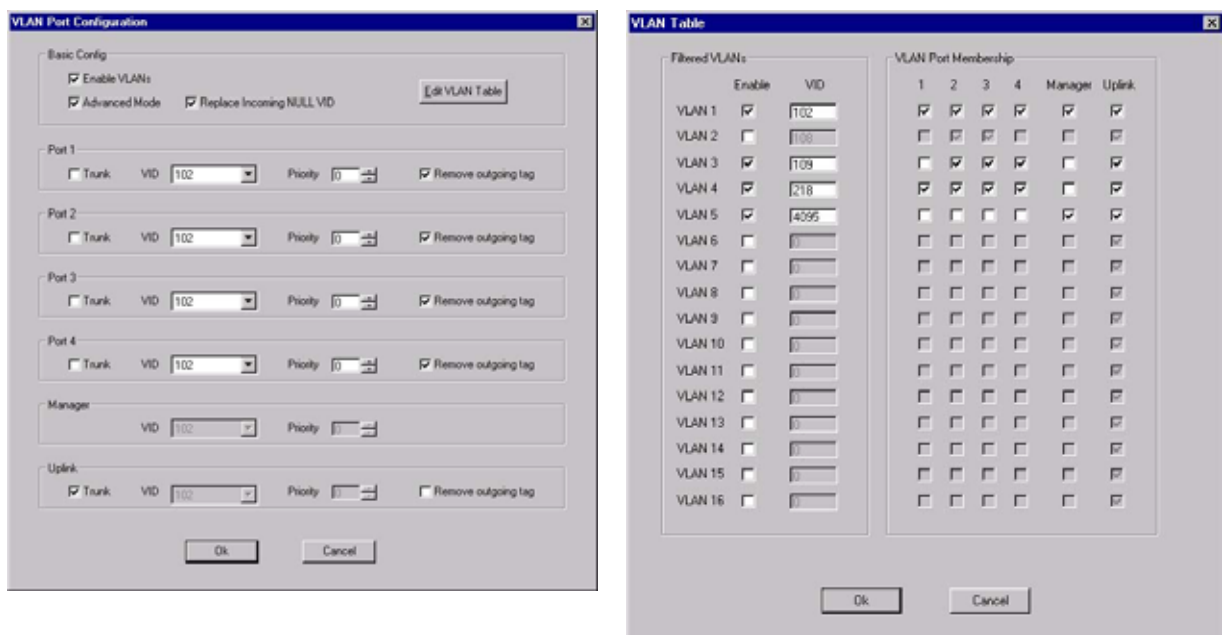 VLAN Port Configuration
Basic Config
Enable VLANs
Advanced Mode Replace Incoming NULL VID
Edit VLAN Table
Port 1
Trunk VID 102 Priority 0 Remove outgoing tag
Port 2
Trunk VID 102 Priority 0 Remove outgoing tag
Port 3
Trunk VID 102 Priority 0 Remove outgoing tag
Port 4
Trunk VID 102 Priority 0 Remove outgoing tag
Manager
VID 102 Priority 0
Uplink
Trunk VID 102 Priority 0 Remove outgoing tag
Ok Cancel
VLAN Table
Filtered VLANs VLAN Port Membership
Enable VID 1 2 3 4 Manager Uplink
VLAN 1 102
VLAN 2 108
VLAN 3 109
VLAN 4 218
VLAN 5 4095
VLAN 6 0
VLAN 7 0
VLAN 8 0
VLAN 9 0
VLAN 10 0
VLAN 11 0
VLAN 12 0
VLAN 13 0
VLAN 14 0
VLAN 15 0
VLAN 16 0
Ok Cancel